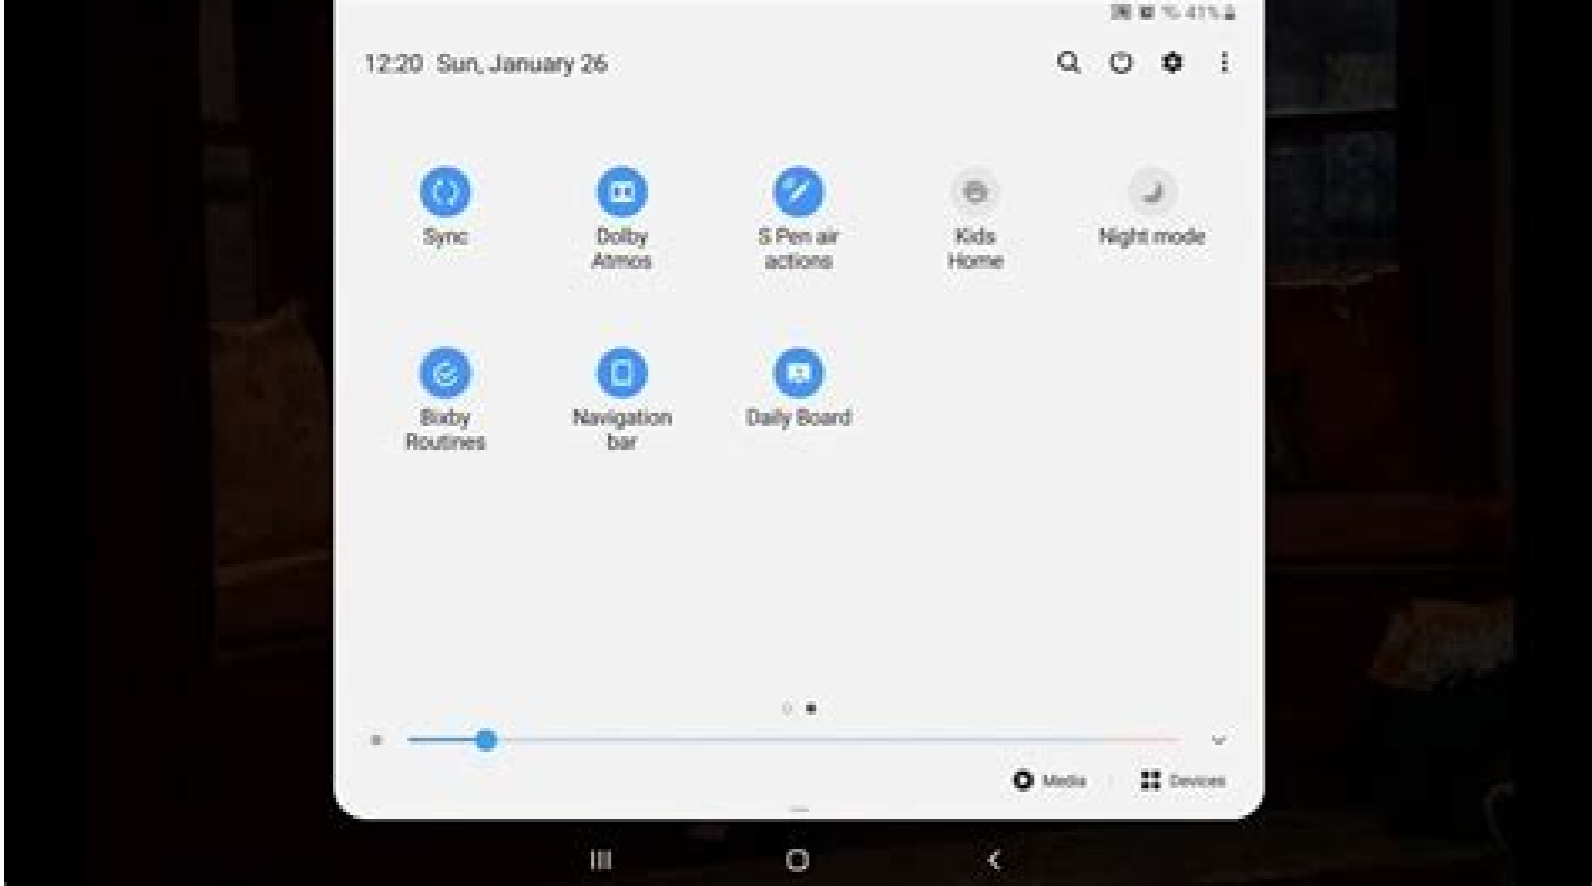 41%
12:20 Sun, January 26
Sync
Dolby
Atmos
S Pen air
actions
Kids
Home
Night mode
Bixby
Routines
Navigation
bar
Daily Board
Media
Devices